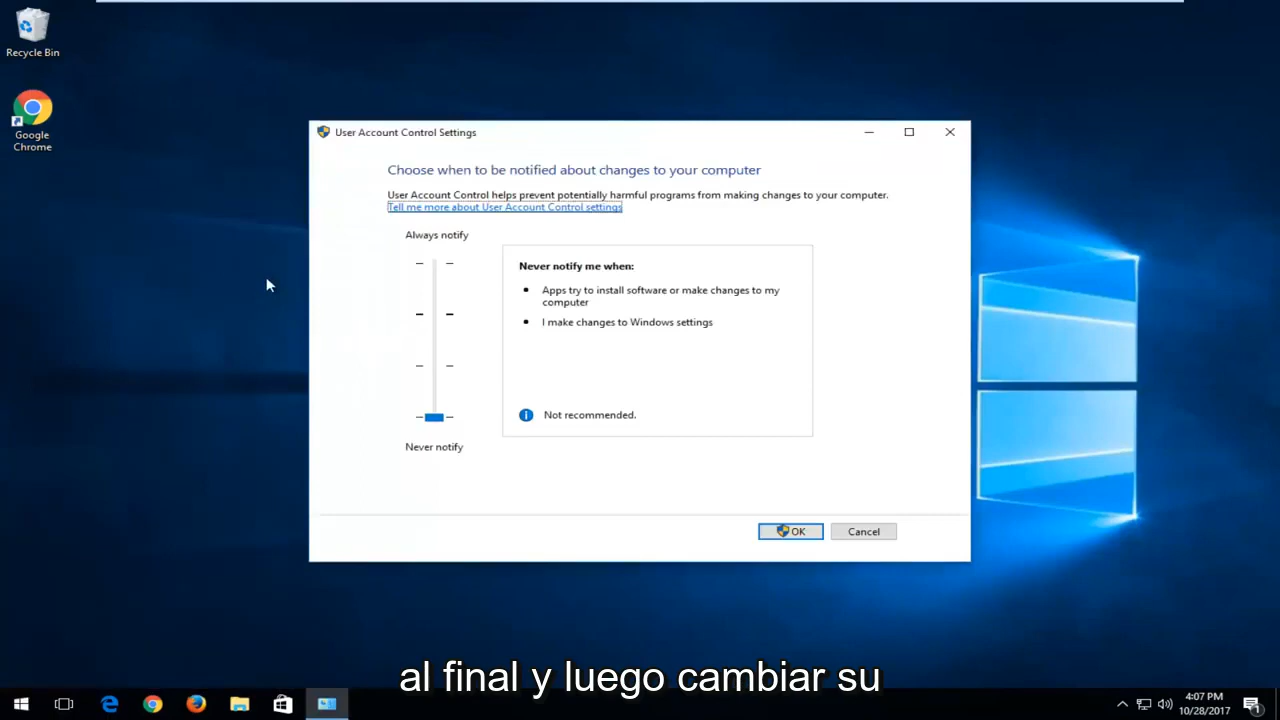 Recycle Bin
Google
Chrome
User Account Control Settings
Choose when to be notified about changes to your computer
User Account Control helps prevent potentially harmful programs from making changes to your computer.
Tell me more about User Account Control settings
Always notify
Never notify me when:
Apps try to install software or make changes to my
computer
I make changes to Windows settings
Not recommended.
Never notify
OK
Cancel
al final y luego cambiar su
4:07 PM
10/28/2017
1